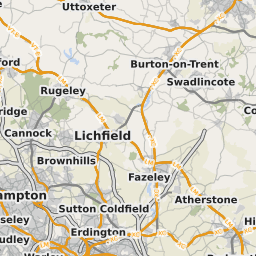 Uttoxeter
Burton-on-Trent
Swadlincote
Rugeley
Cannock
Lichfield
Brownhills
Fazeley
Atherstone
Sutton Coldfield
Erdington